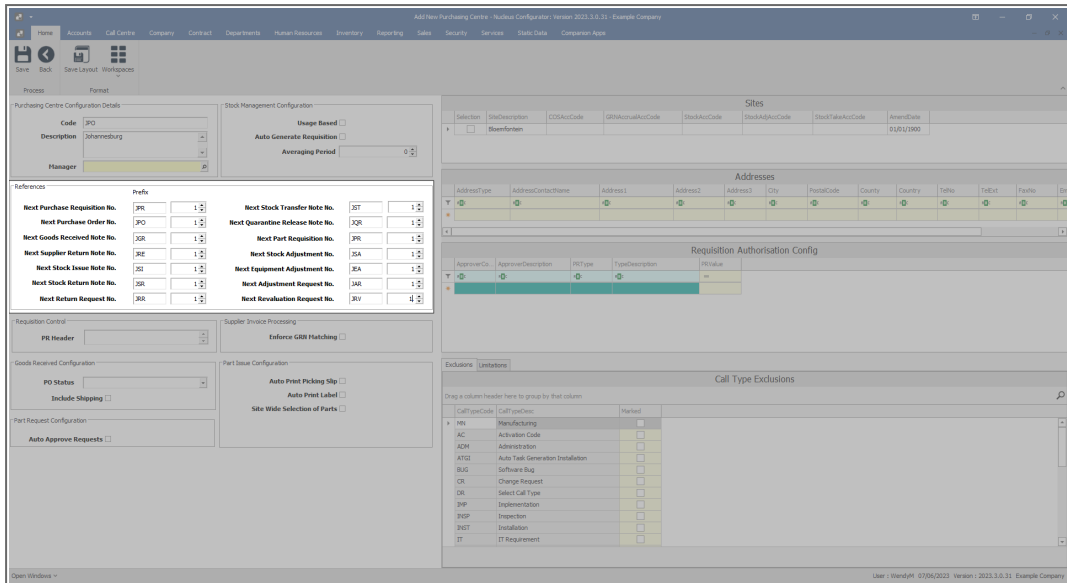 Add New Purchasing Centre - Nucleus Configurator: Version 2023.3.0.31 - Example Company
Home Accounts Call Centre Company Contract Departments Human Resources Inventory Reporting Sales Security Services Static Data Companion Apps
Save Back Save Layout Workspaces
Process Format
Purchasing Centre Configuration Details
Code JPO
Description Johannesburg
Manager
Stock Management Configuration
Usage Based
Auto Generate Requisition
Averaging Period 0
References
Prefix
Next Purchase Requisition No. JPR 1 Next Stock Transfer Note No. JST 1
Next Purchase Order No. JPO 1 Next Quarantine Release Note No. JQR 1
Next Goods Received Note No. JGR 1 Next Part Requisition No. JPR 1
Next Supplier Return Note No. JRE 1 Next Stock Adjustment No. JSA 1
Next Stock Issue Note No. JSI 1 Next Equipment Adjustment No. JEA 1
Next Stock Return Note No. JSR 1 Next Adjustment Request No. JAR 1
Next Return Request No. JRR 1 Next Revaluation Request No. JRV 1
Requisition Control
PR Header
Supplier Invoice Processing
Enforce GRN Matching
Goods Received Configuration
PO Status
Include Shipping
Part Issue Configuration
Auto Print Picking Slip
Auto Print Label
Site Wide Selection of Parts
Part Request Configuration
Auto Approve Requests
Sites
Selection SiteDescription COSAccCode GRNAccrualAccCode StockAccCode StockAdjAccCode StockTakeAccCode AmendDate
Bloemfontein 01/01/1900
Addresses
AddressType AddressContactName Address1 Address2 Address3 City PostalCode County Country TelNo TelExt FaxNo Em
Requisition Authorisation Config
ApproverCo... ApproverDescription PRType TypeDescription PRValue
=
Exclusions Limitations
Call Type Exclusions
Drag a column header here to group by that column
CallTypeCode CallTypeDesc Marked
MN Manufacturing
AC Activation Code
ADM Administration
ATGI Auto Task Generation Installation
BUG Software Bug
CR Change Request
DR Select Call Type
IMP Implementation
INSP Inspection
INST Installation
IT IT Requirement
Open Windows
User : WendyM 07/06/2023 Version : 2023.3.0.31 Example Company